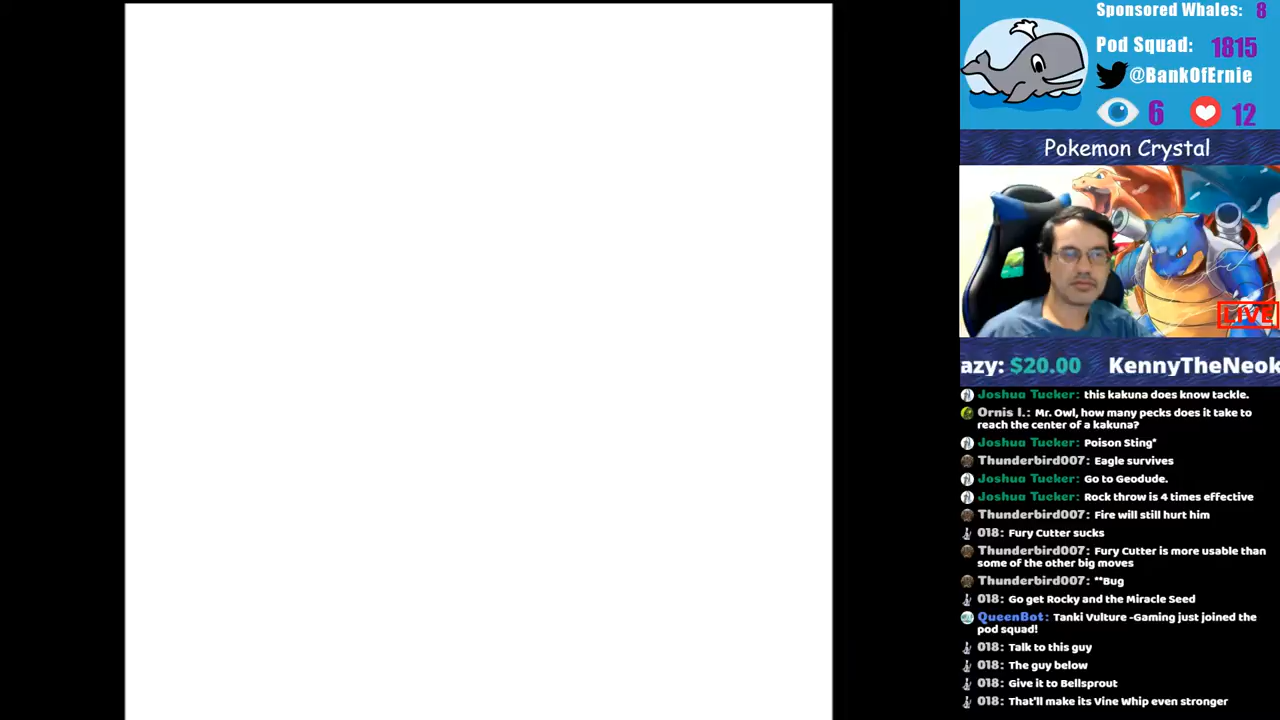 Sponsored Whales: 8
Pod Squad: 1815
@BankOfErnie
6 12
Pokemon Crystal
LIVE
azy: $20.00 KennyTheNeok
Joshua Tucker: this kakuna does know tackle.
Ornis I.: Mr. Owl, how many pecks does it take to
reach the center of a kakuna?
Joshua Tucker: Poison Sting*
Thunderbird007: Eagle survives
Joshua Tucker: Go to Geodude.
Joshua Tucker: Rock throw is 4 times effective
Thunderbird007: Fire will still hurt him
018: Fury Cutter sucks
Thunderbird007: Fury Cutter is more usable than
some of the other big moves
Thunderbird007: **Bug
018: Go get Rocky and the Miracle Seed
QueenBot: Tanki Vulture -Gaming just joined the
pod squad!
018: Talk to this guy
018: The guy below
018: Give it to Bellsprout
018: That'll make its Vine Whip even stronger